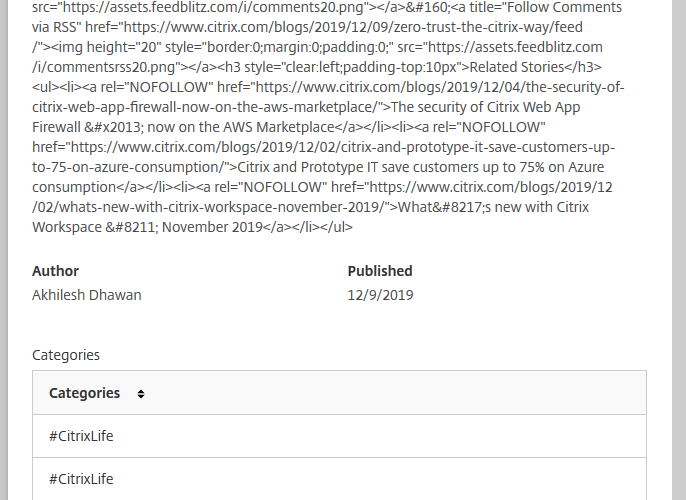 src="https://assets.feedblitz.com/i/comments20.png"></a>&#160;<a title="Follow Comments
via RSS" href="https://www.citrix.com/blogs/2019/12/09/zero-trust-the-citrix-way/feed
/"><img height="20" style="border:0;margin:0;padding:0;" src="https://assets.feedblitz.com
/i/commentsrss20.png"></a><h3 style="clear:left;padding-top:10px">Related Stories</h3>
<ul><li><a rel="NOFOLLOW" href="https://www.citrix.com/blogs/2019/12/04/the-security-of-
citrix-web-app-firewall-now-on-the-aws-marketplace/">The security of Citrix Web App
Firewall &#x2013; now on the AWS Marketplace</a></li><li><a rel="NOFOLLOW"
href="https://www.citrix.com/blogs/2019/12/02/citrix-and-prototype-it-save-customers-up-
to-75-on-azure-consumption/">Citrix and Prototype IT save customers up to 75% on Azure
consumption</a></li><li><a rel="NOFOLLOW" href="https://www.citrix.com/blogs/2019/12
/02/whats-new-with-citrix-workspace-november-2019/">What&#8217;s new with Citrix
Workspace &#8211; November 2019</a></li></ul>
Author Published
Akhilesh Dhawan 12/9/2019
Categories
Categories
#CitrixLife
#CitrixLife